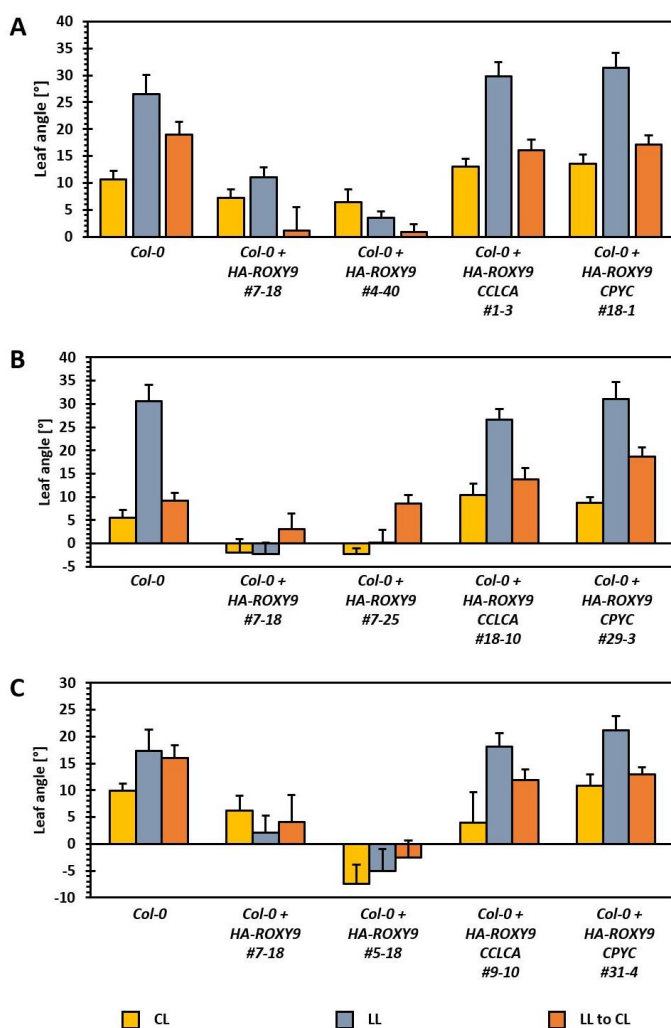 A
Leaf angle [°]
40
35
30
25
20
15
10
5
0
Col-0
Col-0 +
HA-ROXY9
#7-18
Col-0 +
HA-ROXY9
#4-40
Col-0 +
HA-ROXY9
CCLCA
#1-3
Col-0 +
HA-ROXY9
CPYC
#18-1
B
Leaf angle [°]
40
35
30
25
20
15
10
5
0
-5
Col-0
Col-0 +
HA-ROXY9
#7-18
Col-0 +
HA-ROXY9
#7-25
Col-0 +
HA-ROXY9
CCLCA
#18-10
Col-0 +
HA-ROXY9
CPYC
#29-3
C
Leaf angle [°]
30
25
20
15
10
5
0
-5
-10
Col-0
Col-0 +
HA-ROXY9
#7-18
Col-0 +
HA-ROXY9
#5-18
Col-0 +
HA-ROXY9
CCLCA
#9-10
Col-0 +
HA-ROXY9
CPYC
#31-4
CL
LL
LL to CL